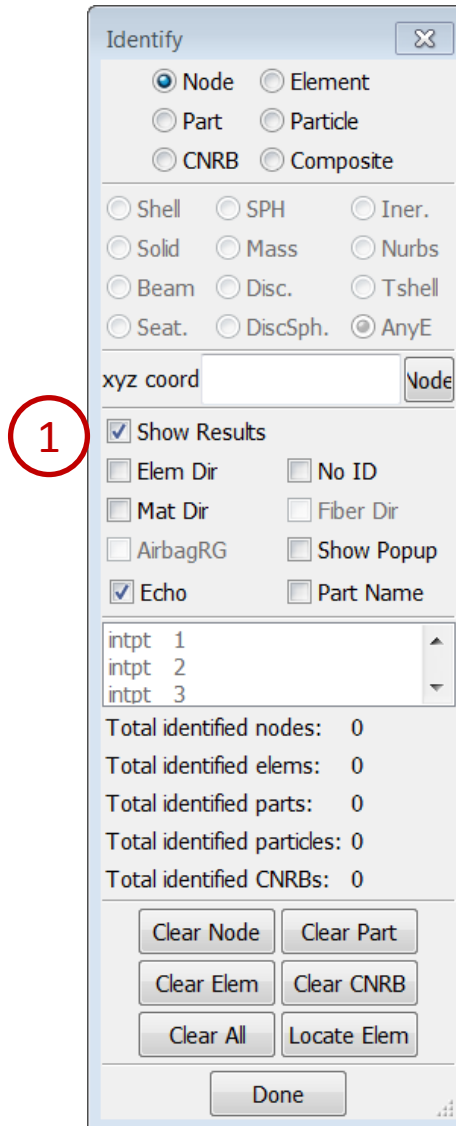 Identify
Node Element
Part Particle
CNRB Composite
Shell SPH Iner.
Solid Mass Nurbs
Beam Disc. Tshell
Seat. DiscSph. AnyE
xyz coord Node
1 Show Results
Elem Dir No ID
Mat Dir Fiber Dir
AirbagRG Show Popup
Echo Part Name
intpt 1
intpt 2
intpt 3
Total identified nodes: 0
Total identified elems: 0
Total identified parts: 0
Total identified particles: 0
Total identified CNRBs: 0
Clear Node Clear Part
Clear Elem Clear CNRB
Clear All Locate Elem
Done